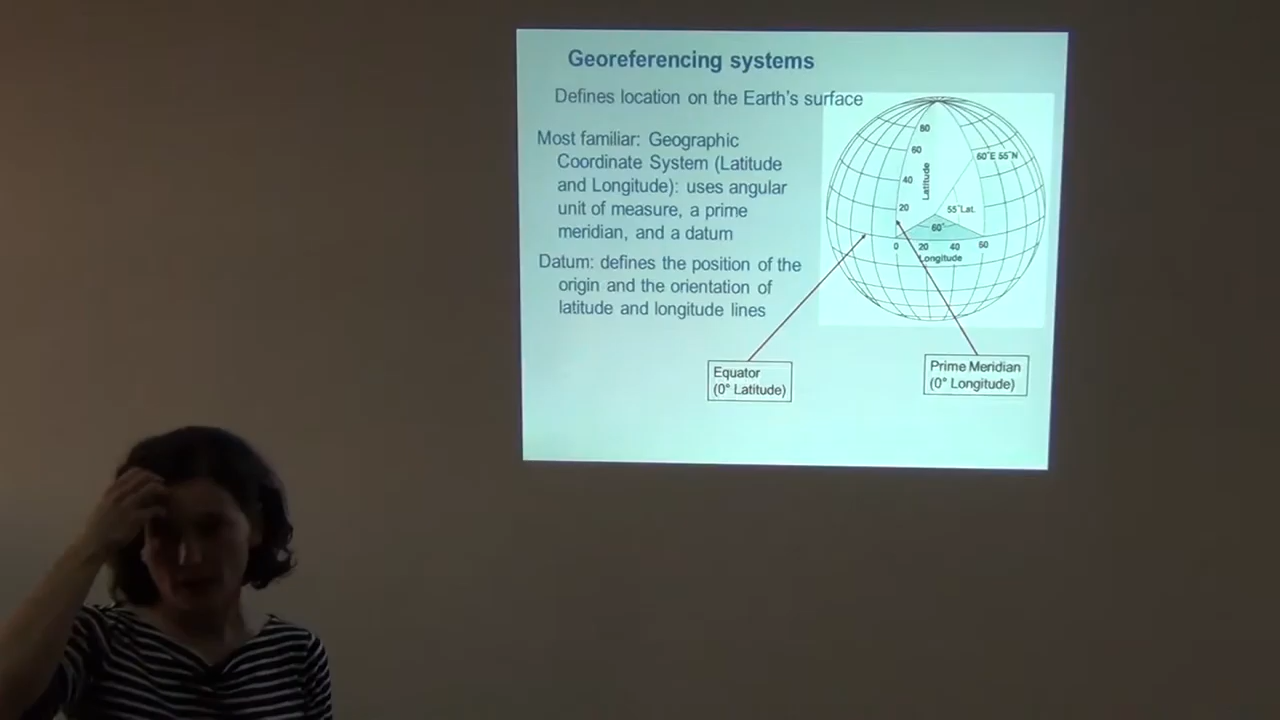 Georeferencing systems
Defines location on the Earth's surface
Most familiar: Geographic
Coordinate System (Latitude
and Longitude): uses angular
unit of measure, a prime
meridian, and a datum
Datum: defines the position of the
origin and the orientation of
latitude and longitude lines
80
60
40
20
Latitude
60°E 55°N
55° Lat.
60°
0 20 40 60
Longitude
Equator
(0° Latitude)
Prime Meridian
(0° Longitude)